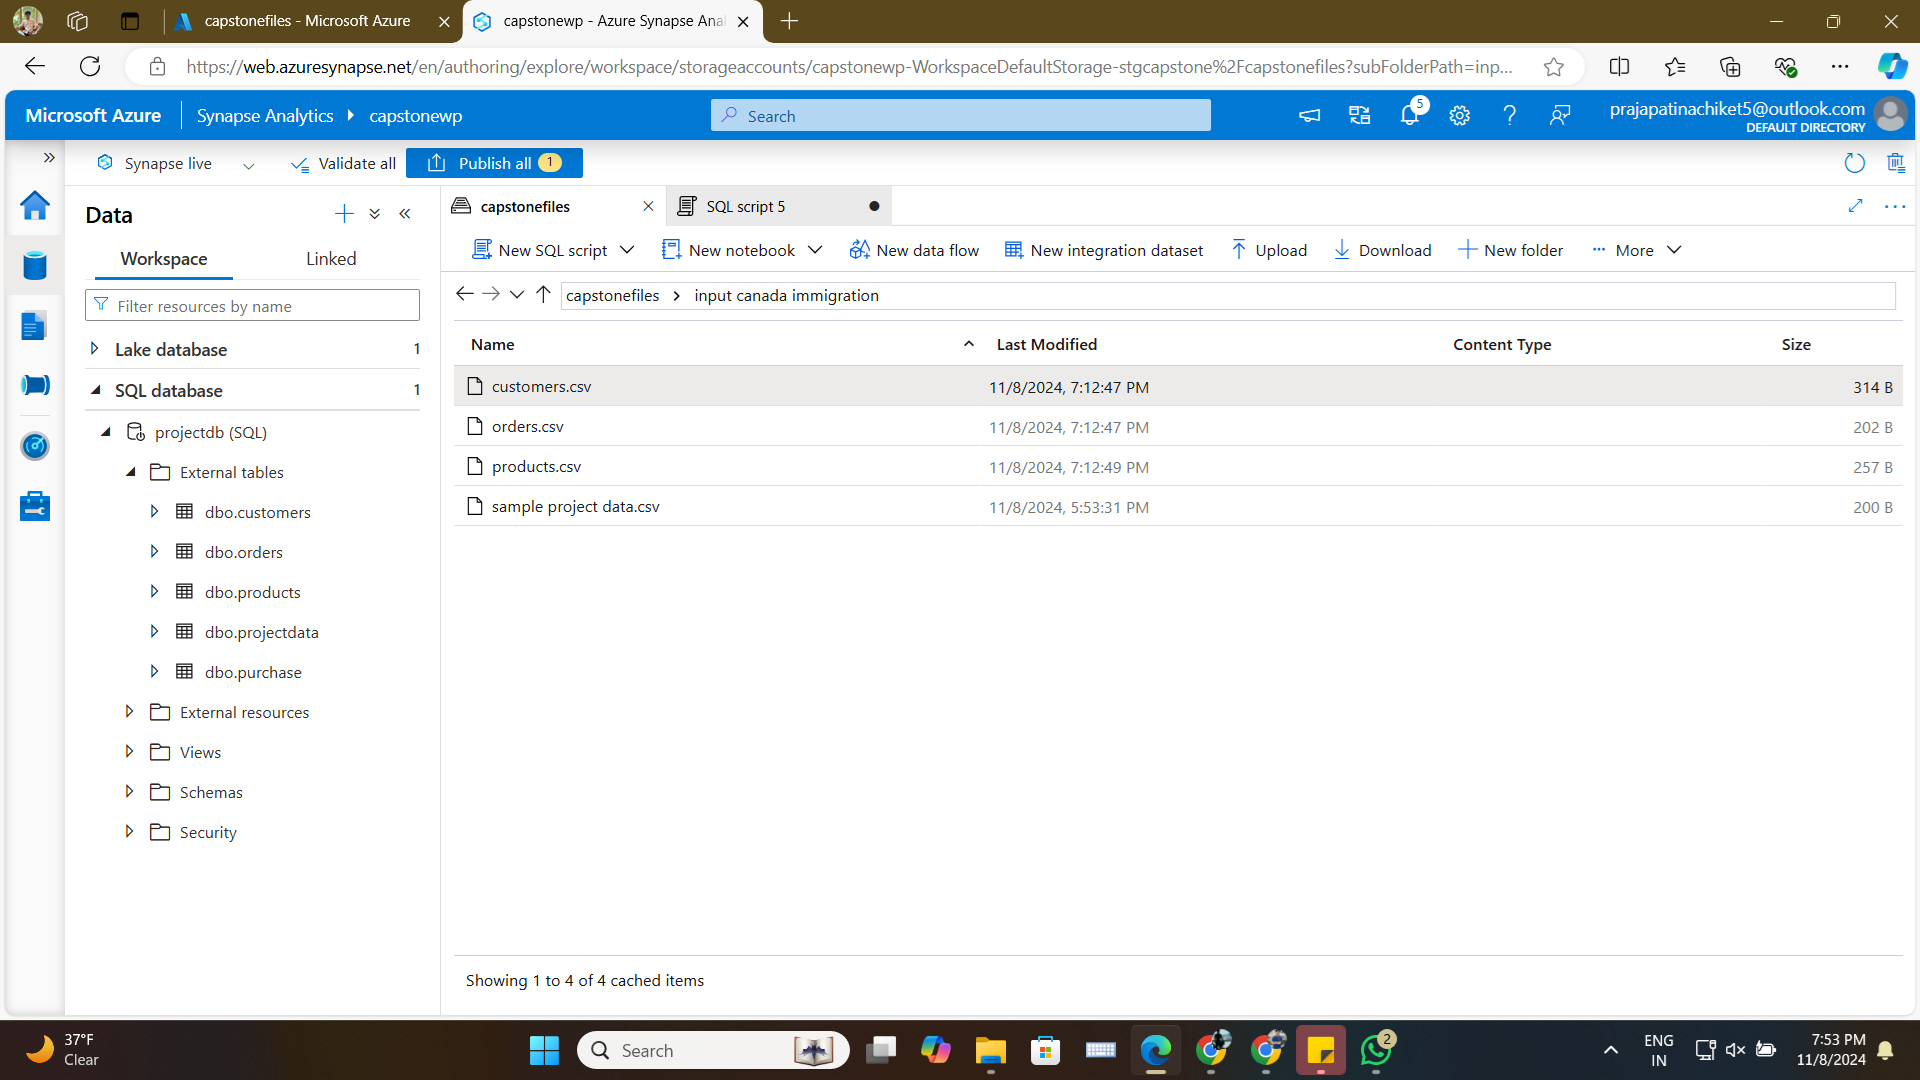 capstonefiles - Microsoft Azure
capstonewp - Azure Synapse Anal
https://web.azuresynapse.net/en/authoring/explore/workspace/storageaccounts/capstonewp-WorkspaceDefaultStorage-stgcapstone%2Fcapstonefiles?subFolderPath=inp...
Microsoft Azure
Synapse Analytics
capstonewp
Search
5
prajapatinachiket5@outlook.com
DEFAULT DIRECTORY
Synapse live
Validate all
Publish all 1
Data
Workspace
Linked
Filter resources by name
Lake database 1
SQL database 1
projectdb (SQL)
External tables
dbo.customers
dbo.orders
dbo.products
dbo.projectdata
dbo.purchase
External resources
Views
Schemas
Security
capstonefiles
SQL script 5
New SQL script
New notebook
New data flow
New integration dataset
Upload
Download
New folder
More
capstonefiles > input canada immigration
Name Last Modified Content Type Size
customers.csv 11/8/2024, 7:12:47 PM 314 B
orders.csv 11/8/2024, 7:12:47 PM 202 B
products.csv 11/8/2024, 7:12:49 PM 257 B
sample project data.csv 11/8/2024, 5:53:31 PM 200 B
Showing 1 to 4 of 4 cached items
37°F
Clear
Search
2
ENG
IN
7:53 PM
11/8/2024